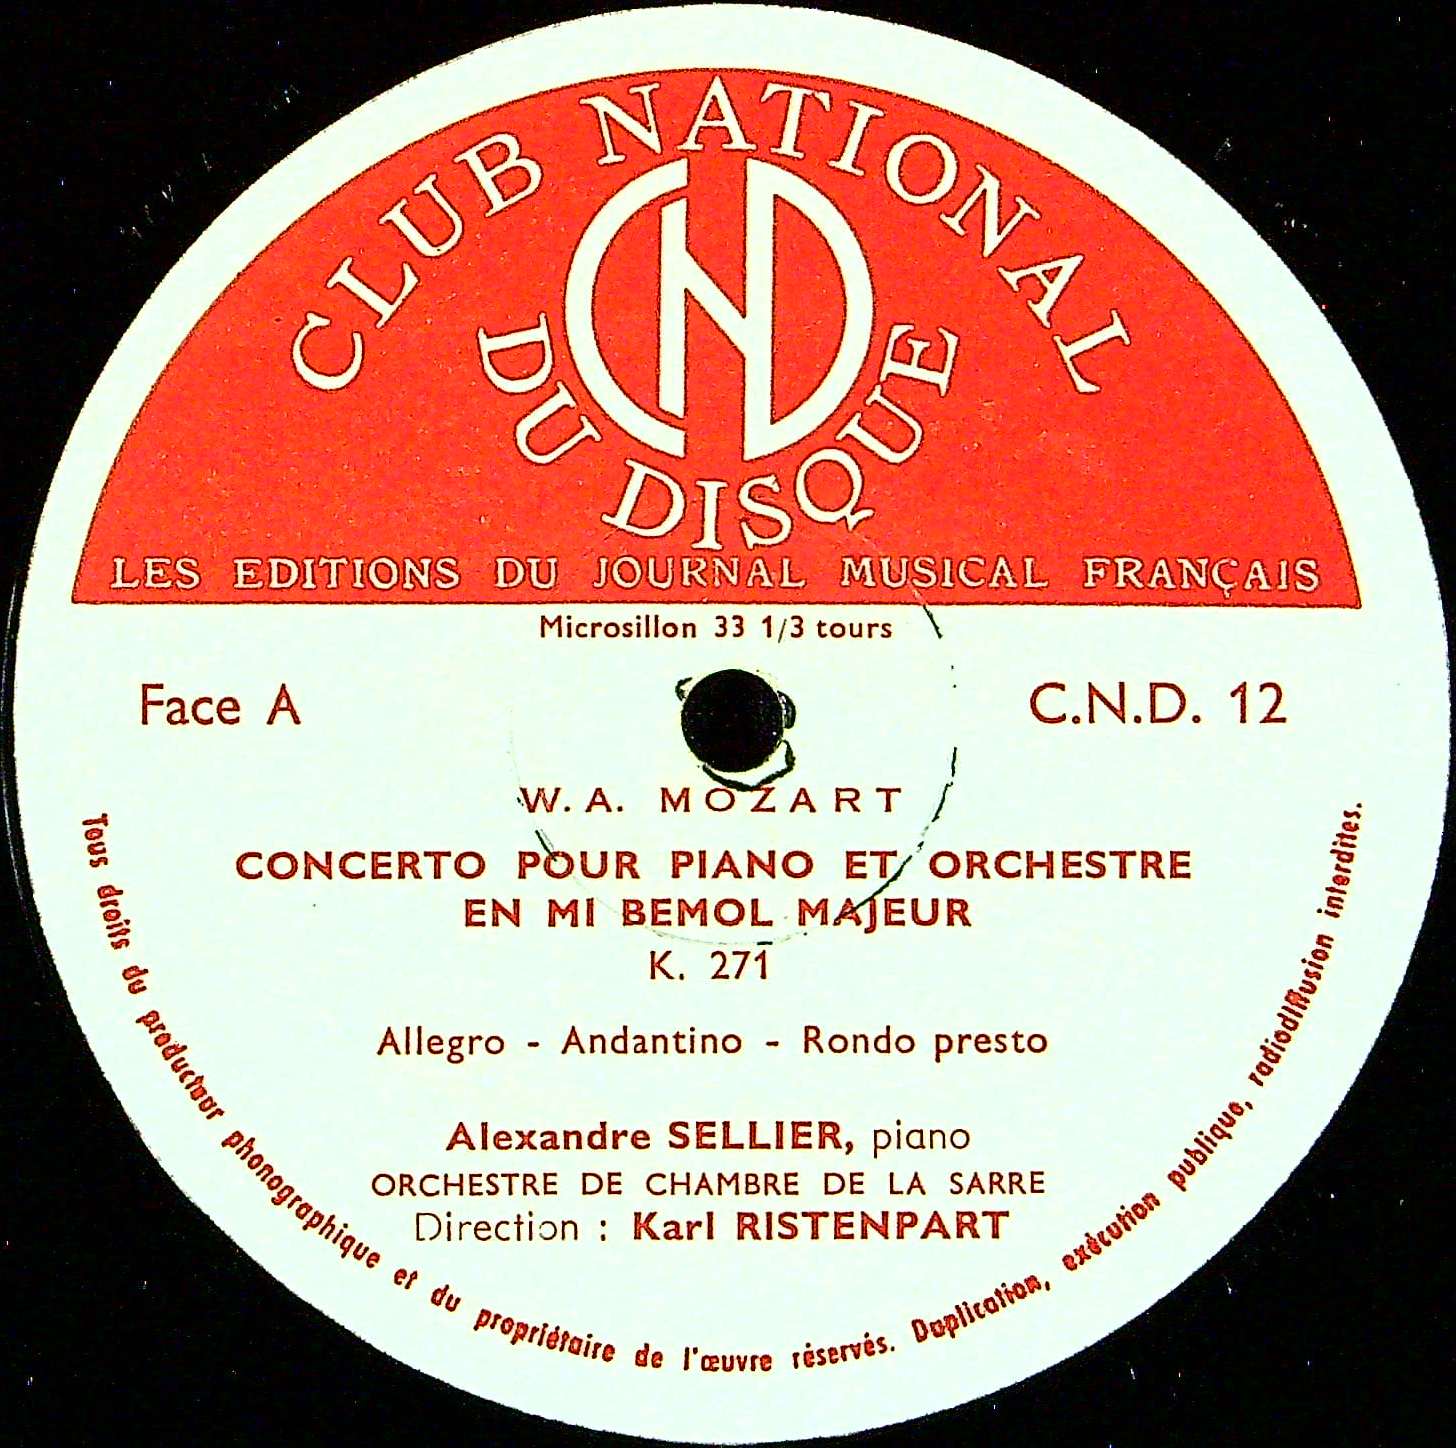 CLUB NATIONAL
DU DISQUE
CND
LES EDITIONS DU JOURNAL MUSICAL FRANÇAIS
Microsillon 33 1/3 tours
Face A
C.N.D. 12
W. A. MOZART
CONCERTO POUR PIANO ET ORCHESTRE
EN MI BEMOL MAJEUR
K. 271
Allegro - Andantino - Rondo presto
Alexandre SELLIER, piano
ORCHESTRE DE CHAMBRE DE LA SARRE
Direction : Karl RISTENPART
Tous droits du producteur phonographique et du propriétaire de l'œuvre réservés. Duplication, exècution publique, radiodiffusion interdites.